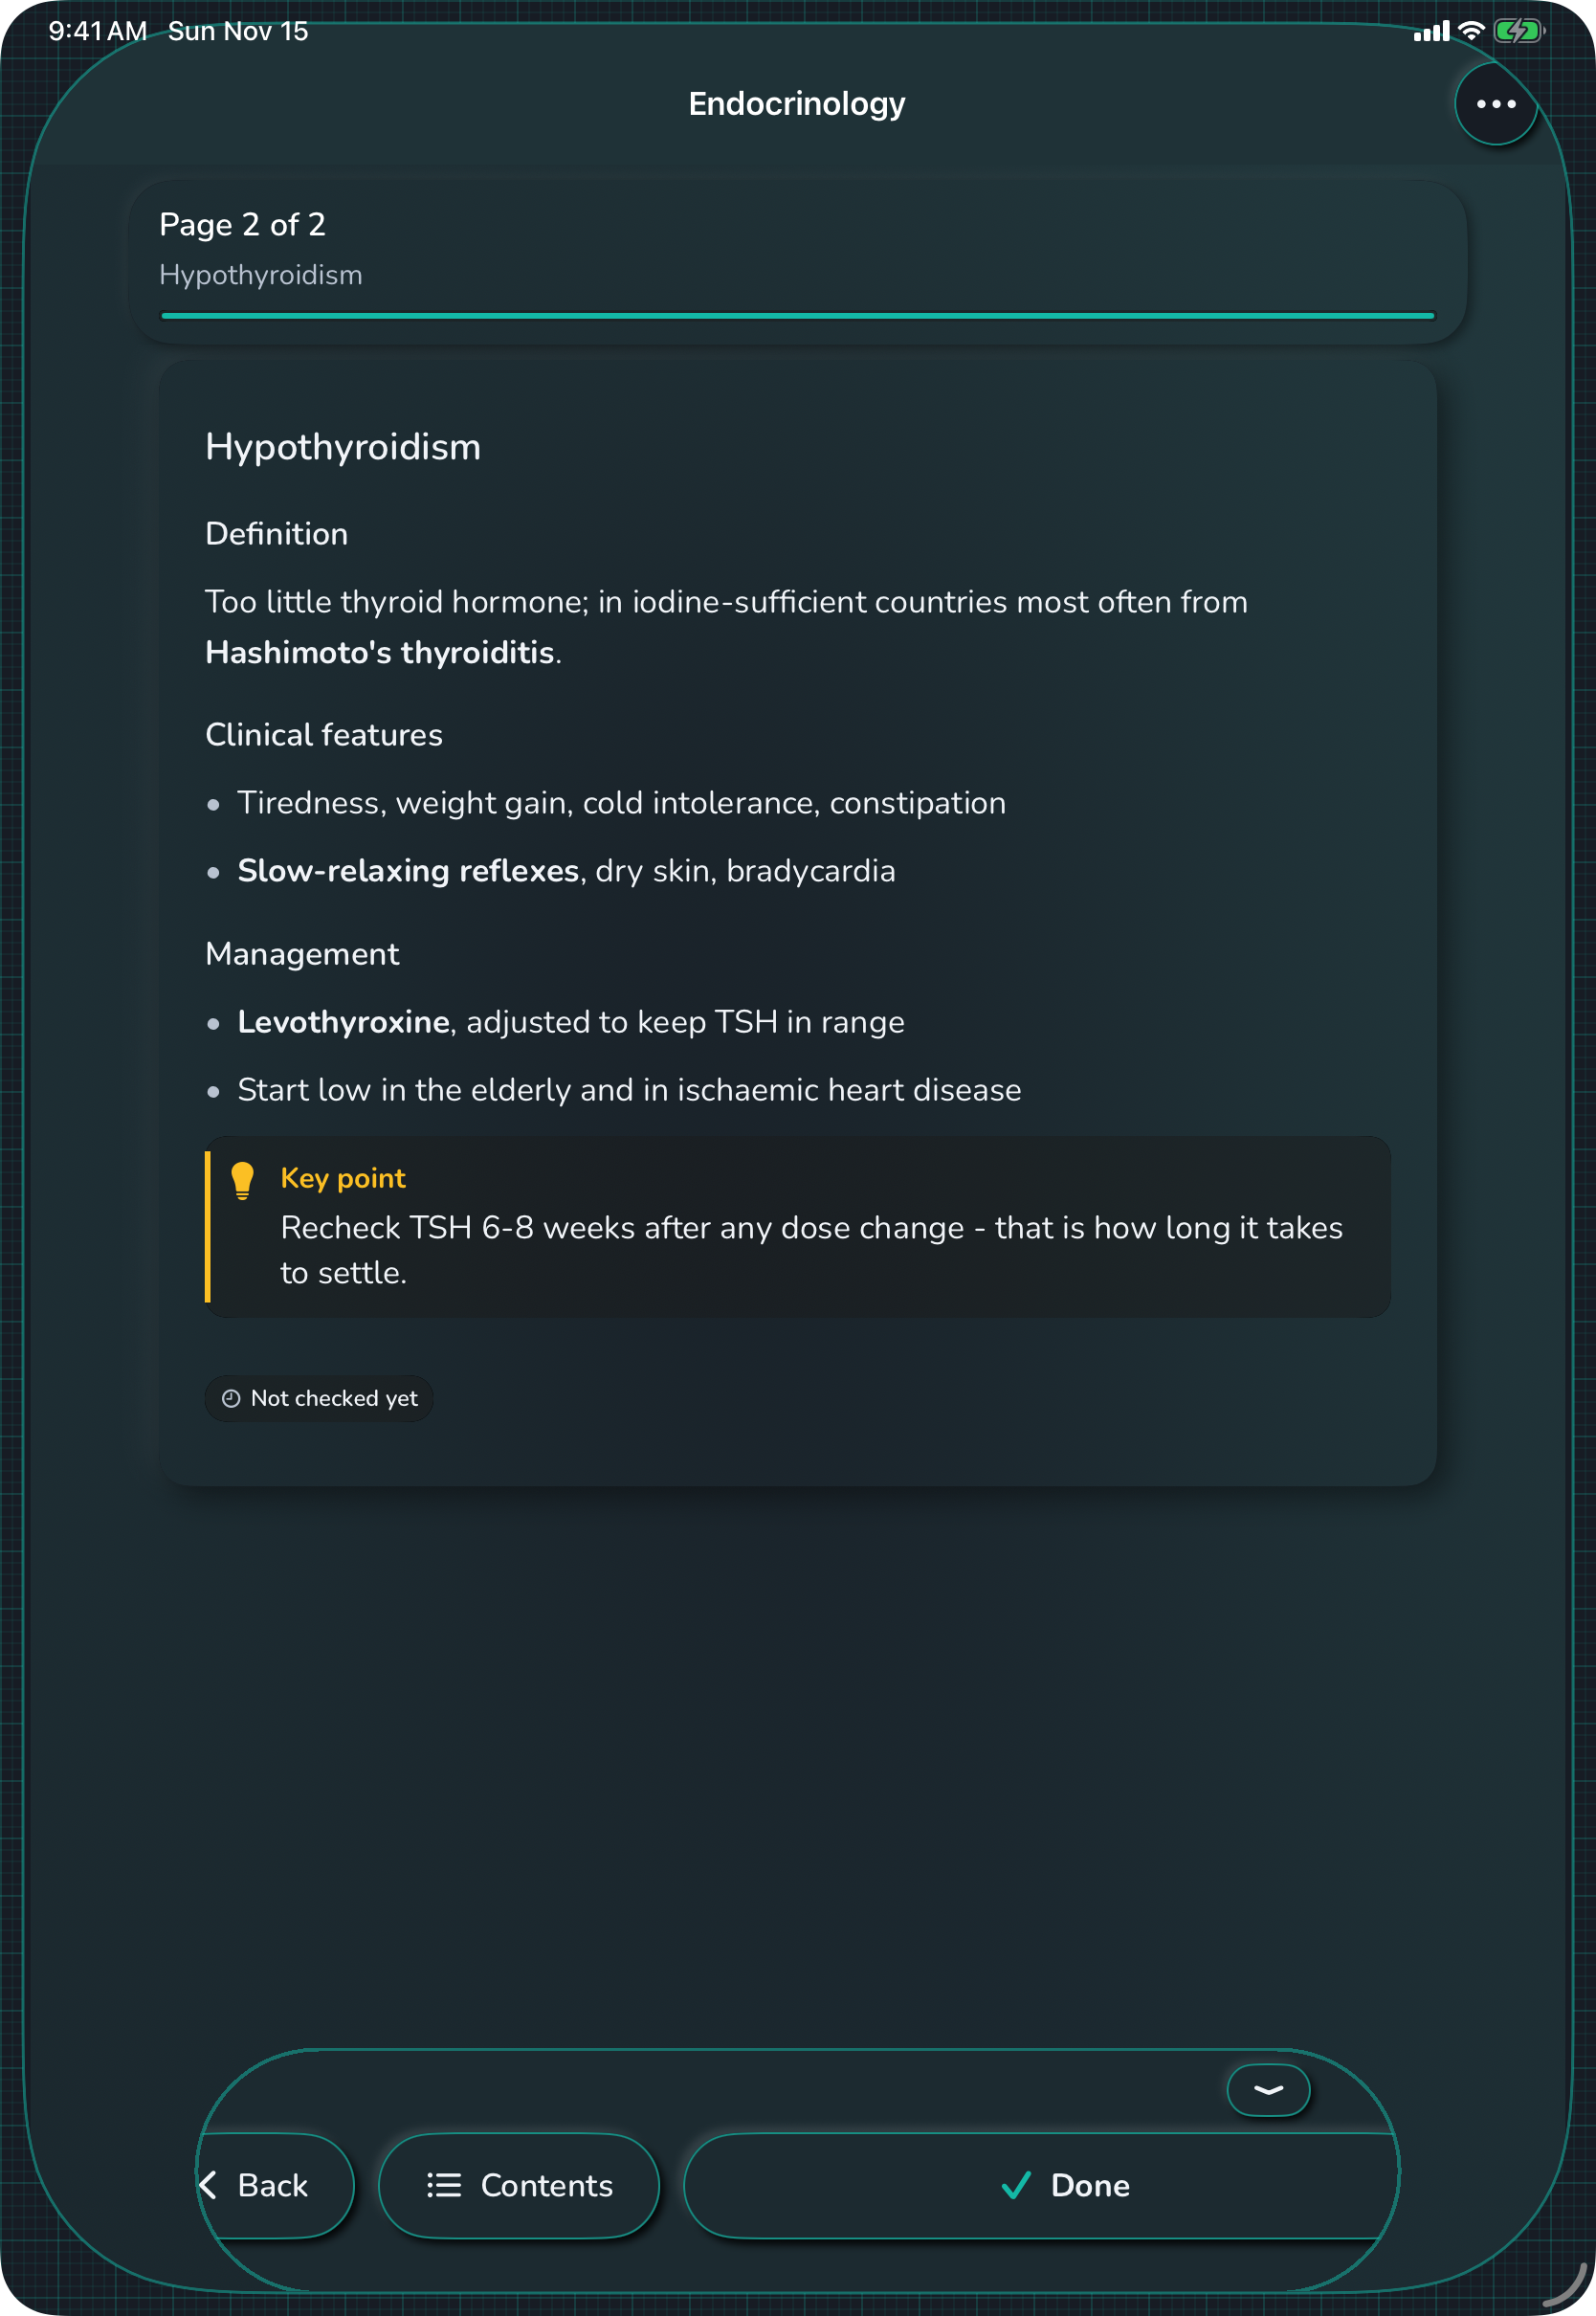 9:41 AM Sun Nov 15
Endocrinology
Page 2 of 2
Hypothyroidism
Hypothyroidism
Definition
Too little thyroid hormone; in iodine-sufficient countries most often from
Hashimoto's thyroiditis.
Clinical features
Tiredness, weight gain, cold intolerance, constipation
Slow-relaxing reflexes, dry skin, bradycardia
Management
Levothyroxine, adjusted to keep TSH in range
Start low in the elderly and in ischaemic heart disease
Key point
Recheck TSH 6-8 weeks after any dose change - that is how long it takes
to settle.
Not checked yet
Back Contents Done